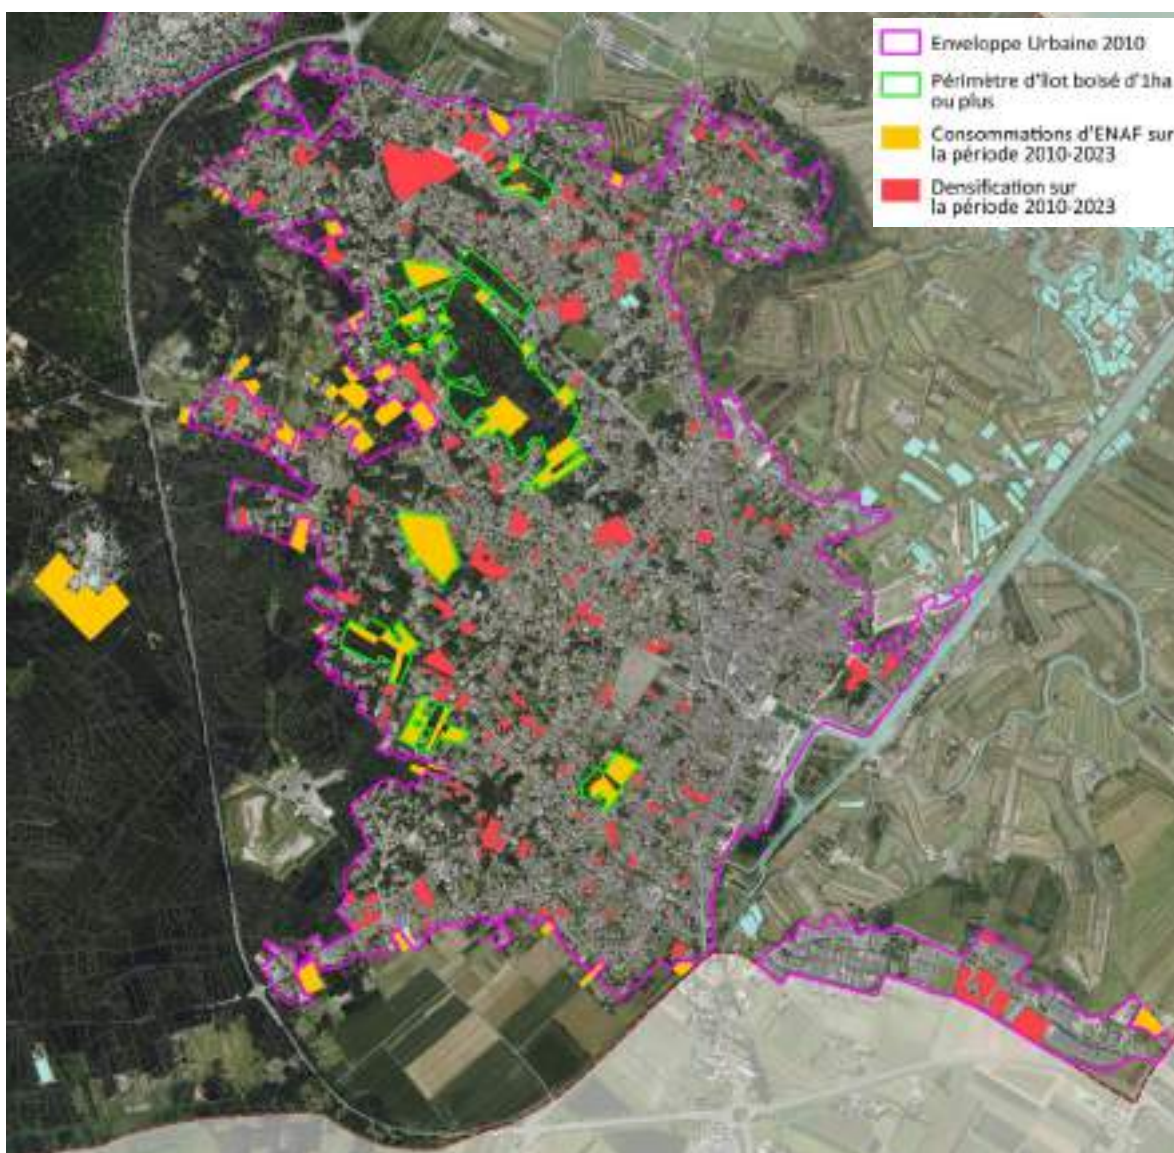 Enveloppe Urbaine 2010
Périmètre d'îlot boisé d'1ha
ou plus
Consommations d'ENAF sur
la période 2010-2023
Densification sur
la période 2010-2023